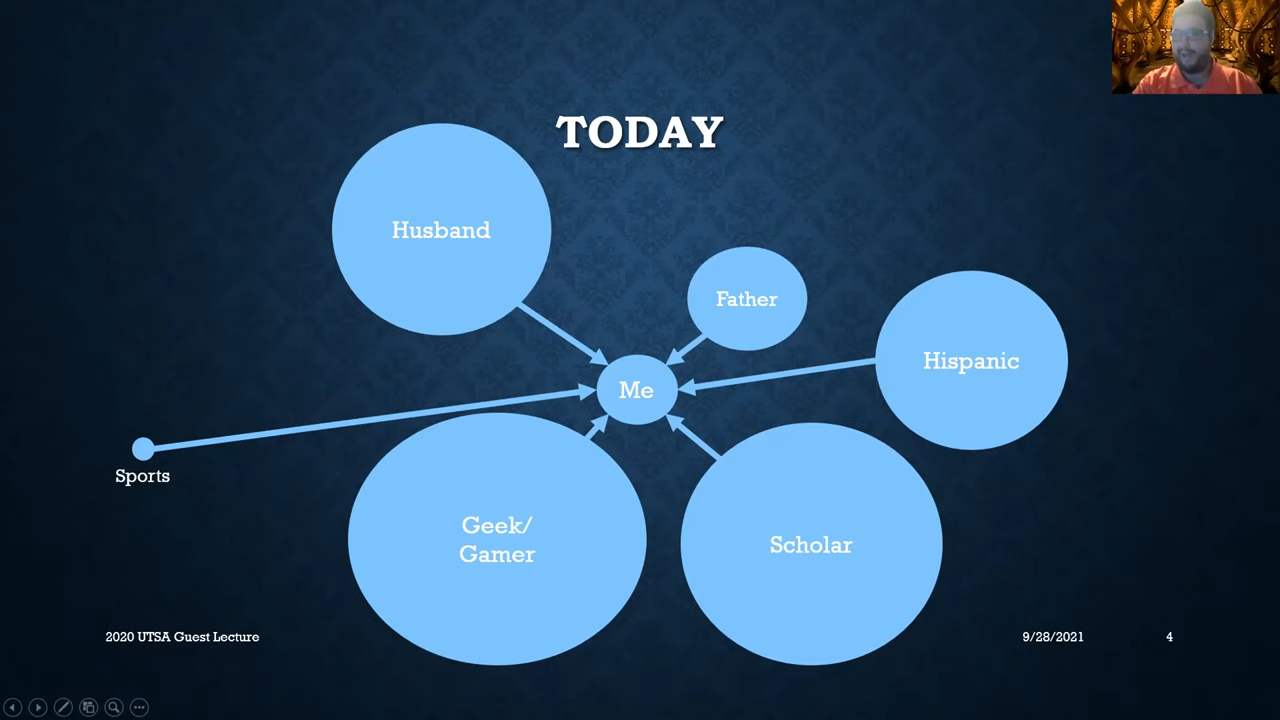 TODAY
Husband
Father
Hispanic
Me
Sports
Geek/
Gamer
Scholar
2020 UTSA Guest Lecture
9/28/2021
4